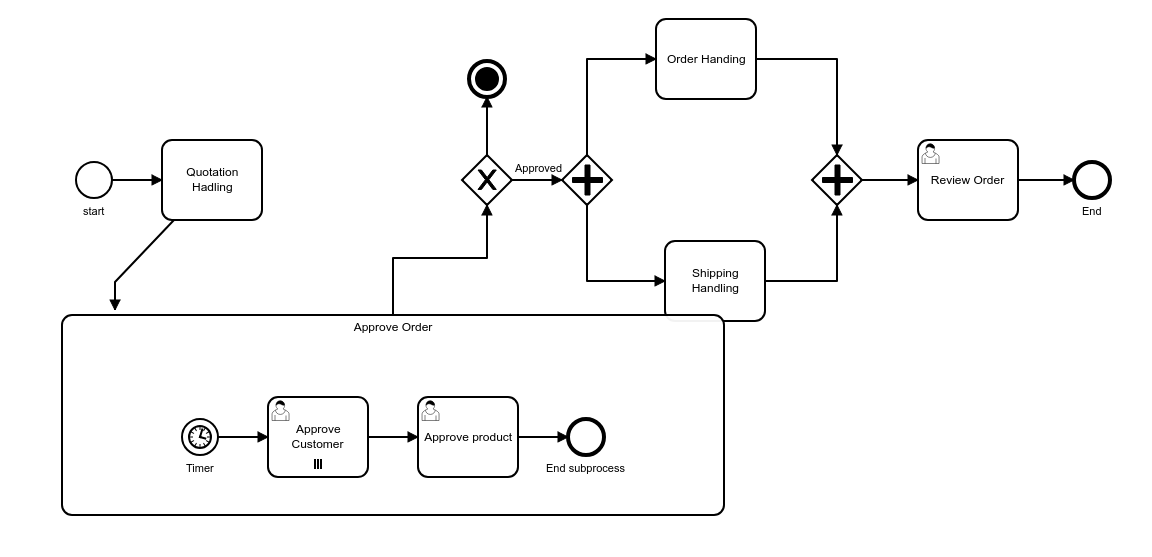 Order Handing
Quotation
Hadling
Approved
Review Order
start
End
Shipping
Handling
Approve Order
Approve
Customer
Approve product
Timer
End subprocess